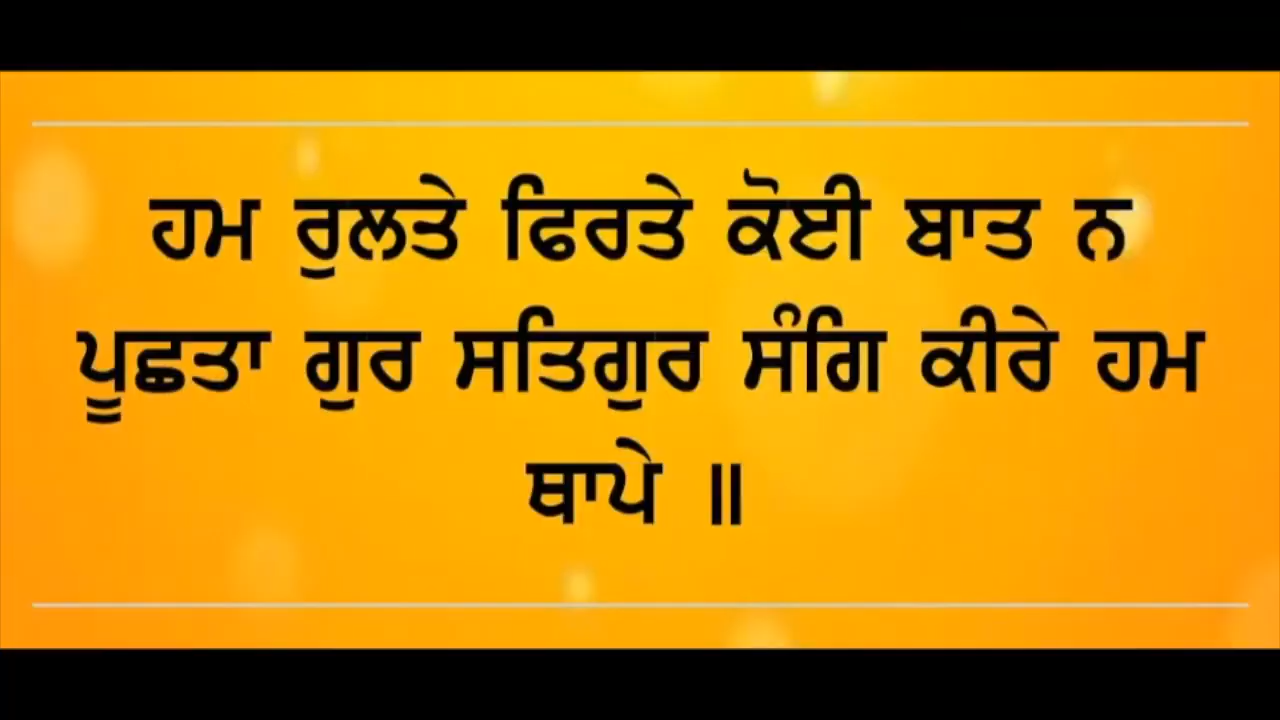 ਹਮ ਰੁਲਤੇ ਫਿਰਤੇ ਕੋਈ ਬਾਤ ਨ
ਪੂਛਤਾ ਗੁਰ ਸਤਿਗੁਰ ਸੰਗਿ ਕੀਰੇ ਹਮ
ਥਾਪੇ ॥